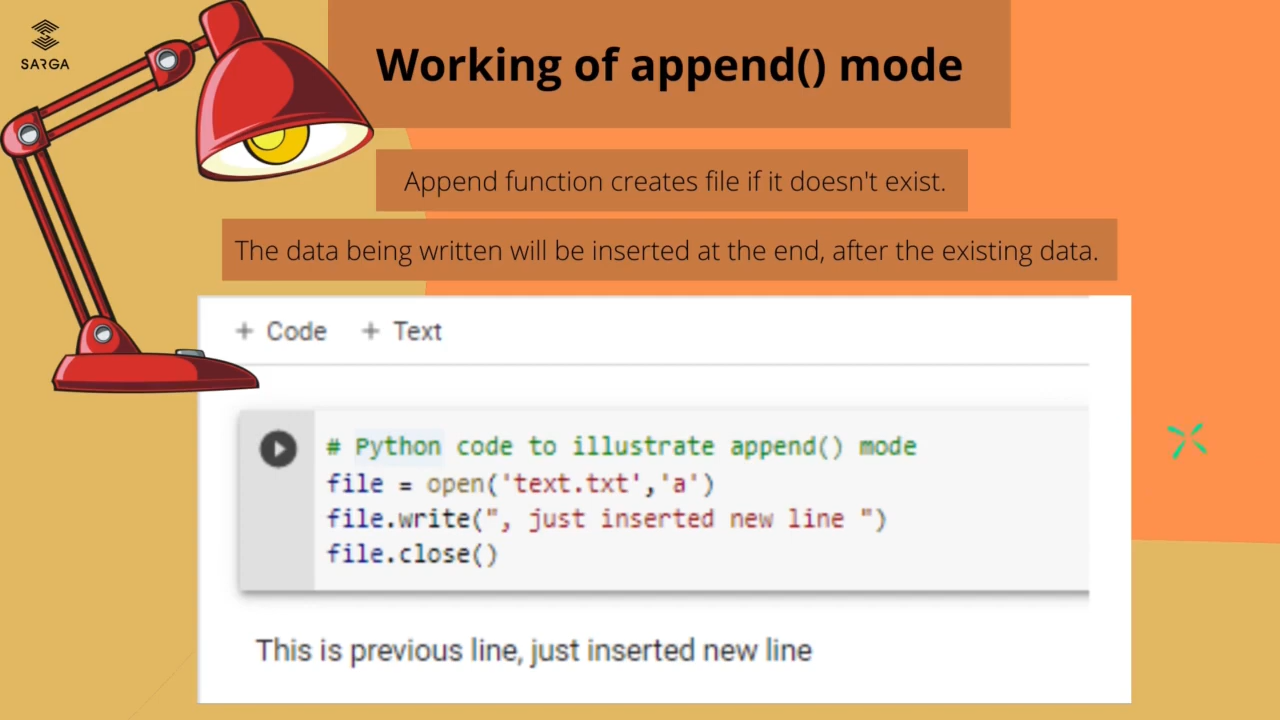 SARGA
Working of append() mode
Append function creates file if it doesn't exist.
The data being written will be inserted at the end, after the existing data.
+ Code + Text
# Python code to illustrate append() mode
file = open('text.txt','a')
file.write(", just inserted new line ")
file.close()
This is previous line, just inserted new line